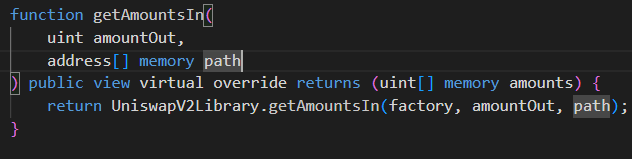 function getAmountsIn(
uint amountOut,
address[] memory path
) public view virtual override returns (uint[] memory amounts) {
return UniswapV2Library.getAmountsIn(factory, amountOut, path);
}